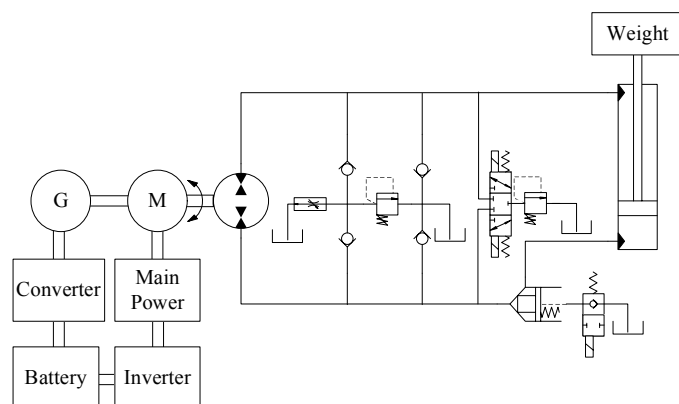 Weight
G
M
Converter
Main
Power
Battery
Inverter